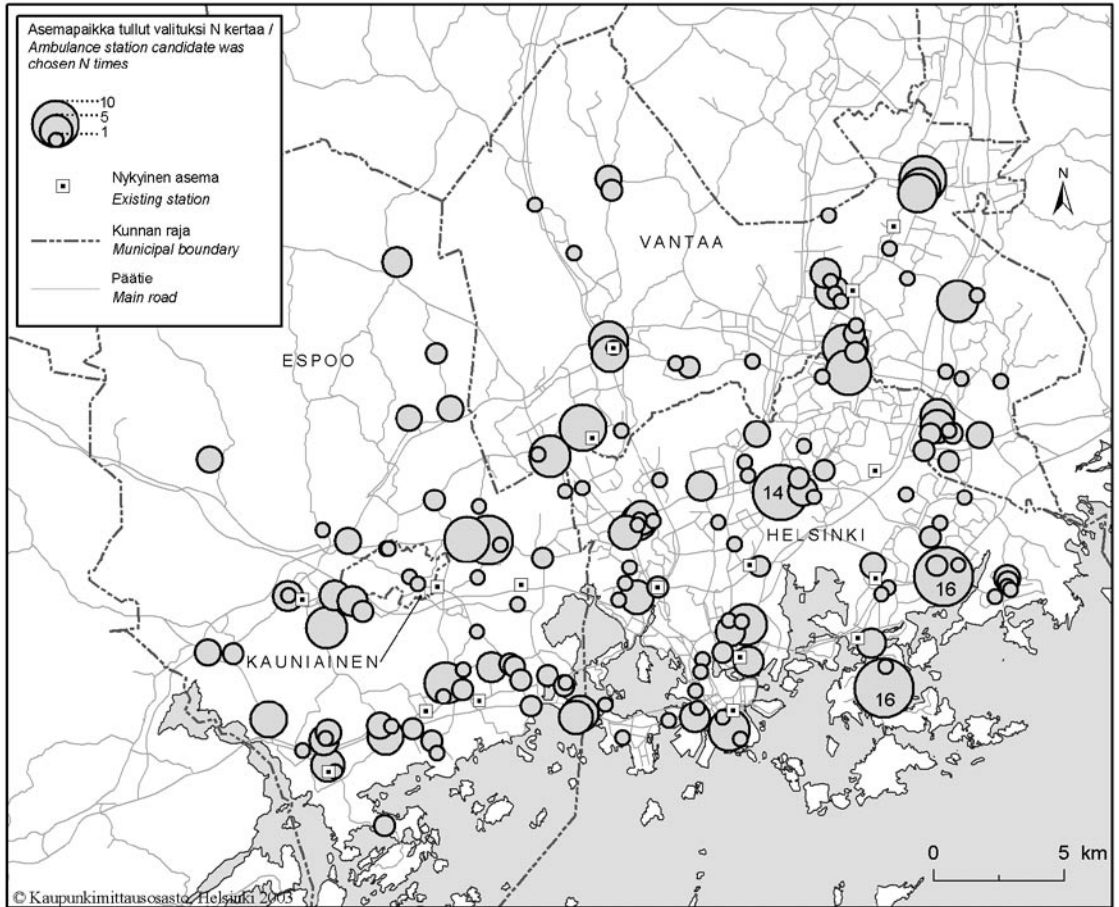 Asemapaikka tullut valituksi N kertaa /
Ambulance station candidate was
chosen N times
10
5
1
Nykyinen asema
Existing station
Kunnan raja
Municipal boundary
Päätie
Main road
N
VANTAA
ESPOO
14
HELSINKI
16
KAUNIAINEN
16
0 5 km
© Kaupunkimittausosasto, Helsinki 2003